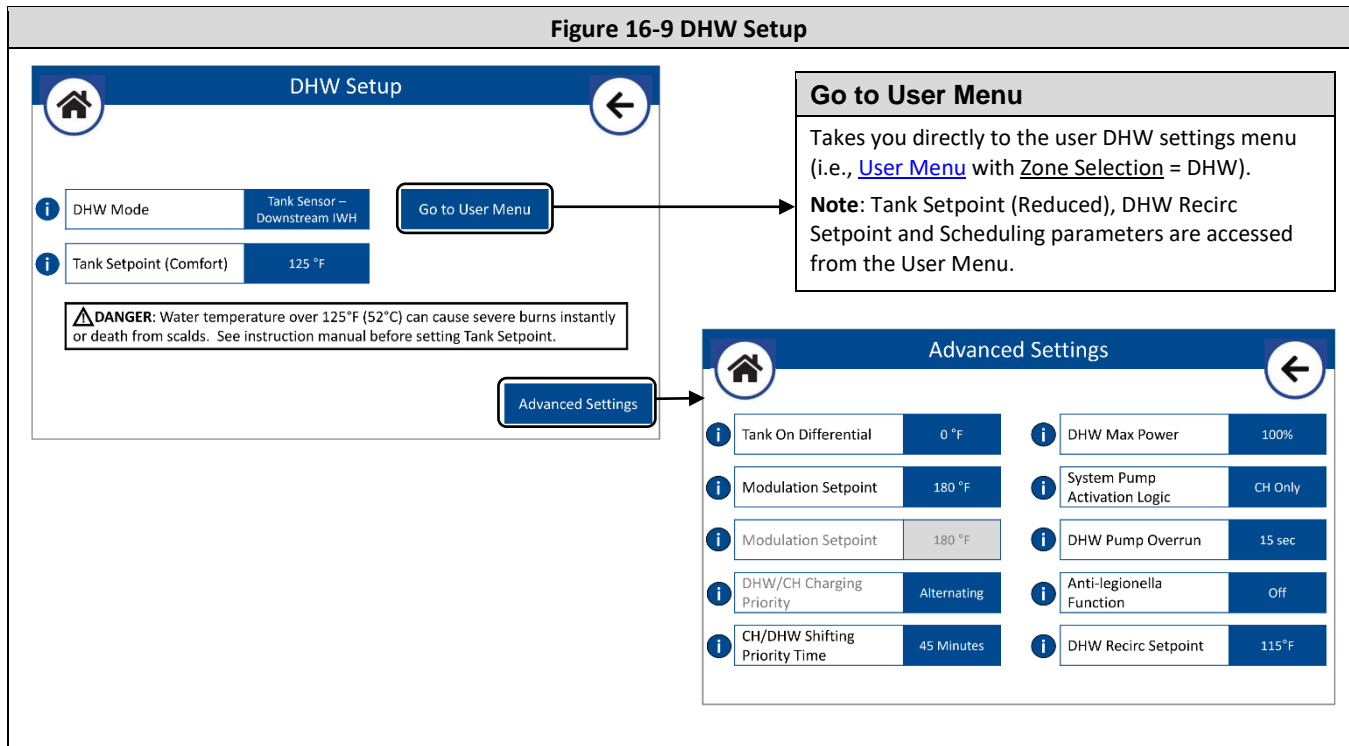 Figure 16-9 DHW Setup
DHW Setup
i
DHW Mode
Tank Sensor –
Downstream IWH
Go to User Menu
i
Tank Setpoint (Comfort)
125 °F
DANGER: Water temperature over 125°F (52°C) can cause severe burns instantly
or death from scalds. See instruction manual before setting Tank Setpoint.
Advanced Settings
Go to User Menu
Takes you directly to the user DHW settings menu
(i.e., User Menu with Zone Selection = DHW).
Note: Tank Setpoint (Reduced), DHW Recirc
Setpoint and Scheduling parameters are accessed
from the User Menu.
Advanced Settings
i
Tank On Differential
0 °F
i
DHW Max Power
100%
i
Modulation Setpoint
180 °F
i
System Pump
Activation Logic
CH Only
i
Modulation Setpoint
180 °F
i
DHW Pump Overrun
15 sec
i
DHW/CH Charging
Priority
Alternating
i
Anti-legionella
Function
Off
i
CH/DHW Shifting
Priority Time
45 Minutes
i
DHW Recirc Setpoint
115°F